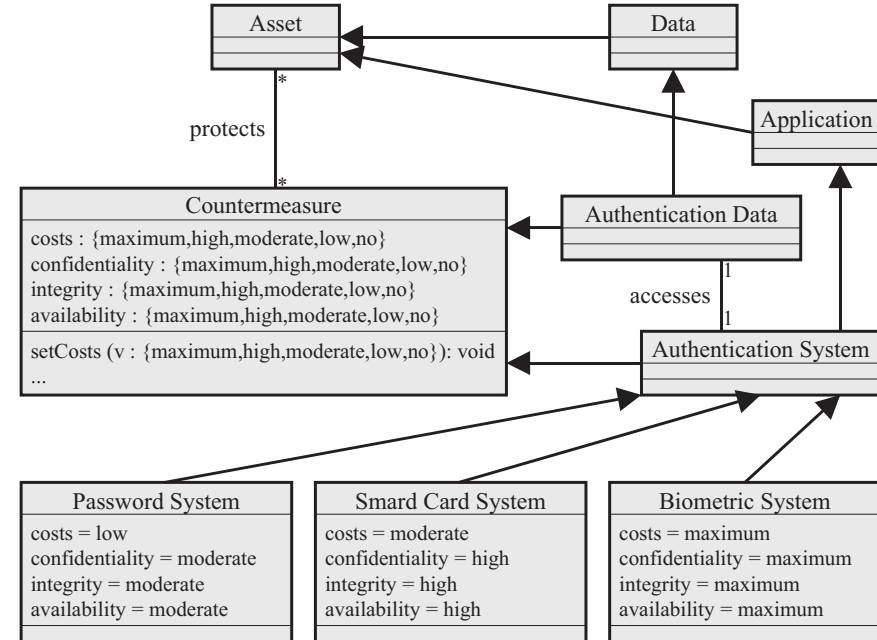 Asset
Data
*
Application
protects
*
Countermeasure
costs : {maximum,high,moderate,low,no}
confidentiality : {maximum,high,moderate,low,no}
integrity : {maximum,high,moderate,low,no}
availability : {maximum,high,moderate,low,no}
setCosts (v : {maximum,high,moderate,low,no}): void
...
Authentication Data
1
accesses
1
Authentication System
Password System
costs = low
confidentiality = moderate
integrity = moderate
availability = moderate
Smard Card System
costs = moderate
confidentiality = high
integrity = high
availability = high
Biometric System
costs = maximum
confidentiality = maximum
integrity = maximum
availability = maximum